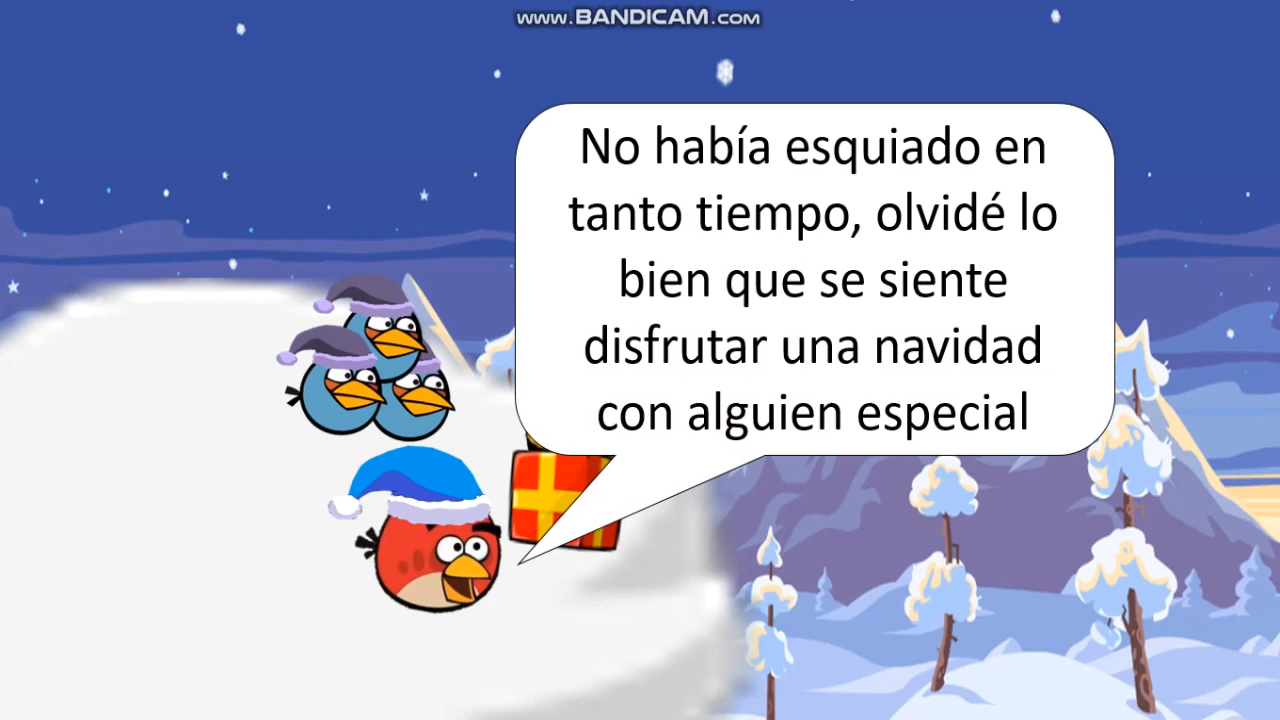 www.BANDICAM.com
No había esquiado en
tanto tiempo, olvidé lo
bien que se siente
disfrutar una navidad
con alguien especial